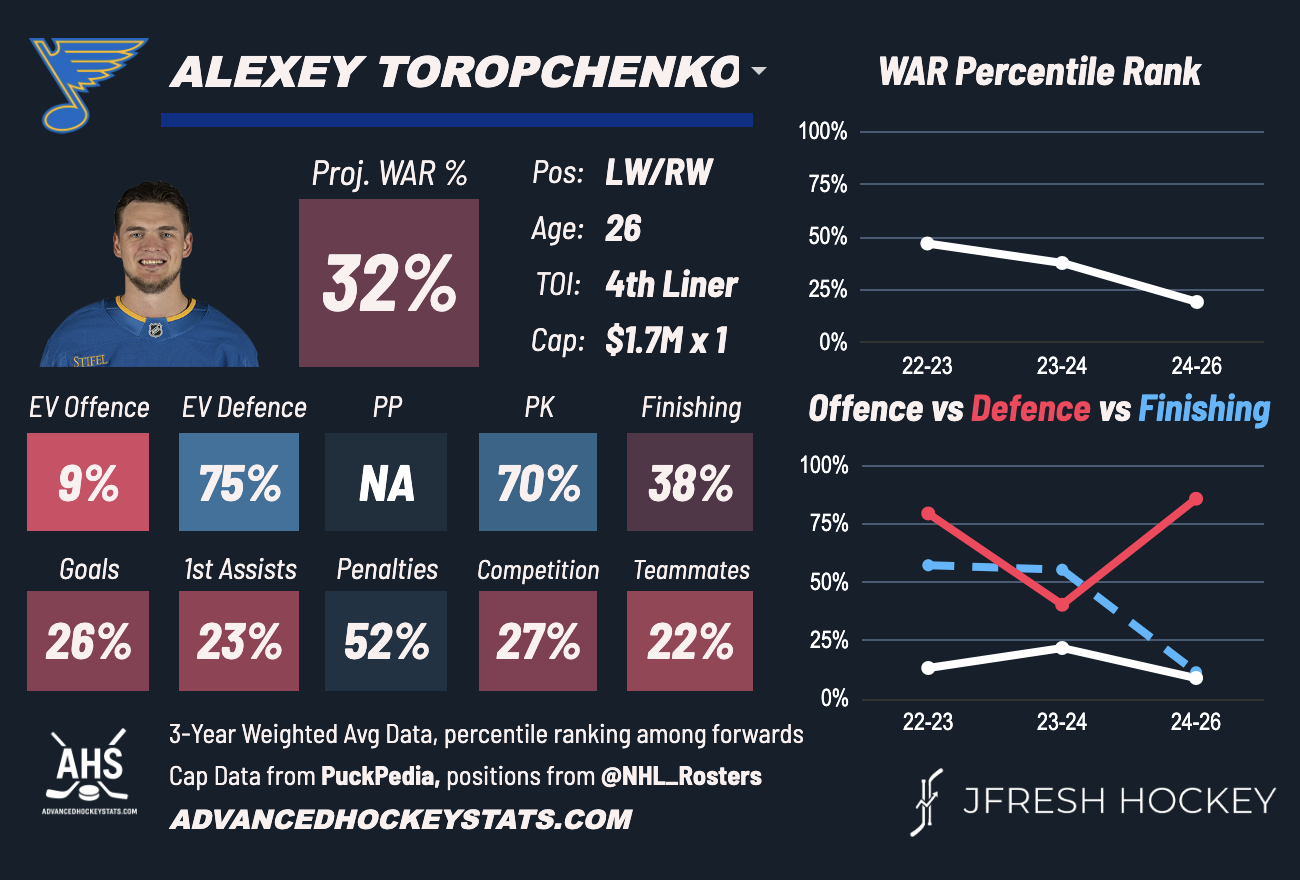 ALEXEY TOROPCHENKO
Proj. WAR %
32%
Pos: LW/RW
Age: 26
TOI: 4th Liner
Cap: $1.7M x 1
STIFEL
EV Offence EV Defence PP PK Finishing
9% 75% NA 70% 38%
Goals 1st Assists Penalties Competition Teammates
26% 23% 52% 27% 22%
WAR Percentile Rank
100%
75%
50%
25%
0%
22-23 23-24 24-26
Offence vs Defence vs Finishing
100%
75%
50%
25%
0%
22-23 23-24 24-26
AHS
ADVANCEDHOCKEYSTATS.COM
3-Year Weighted Avg Data, percentile ranking among forwards
Cap Data from PuckPedia, positions from @NHL_Rosters
ADVANCEDHOCKEYSTATS.COM
JFRESH HOCKEY